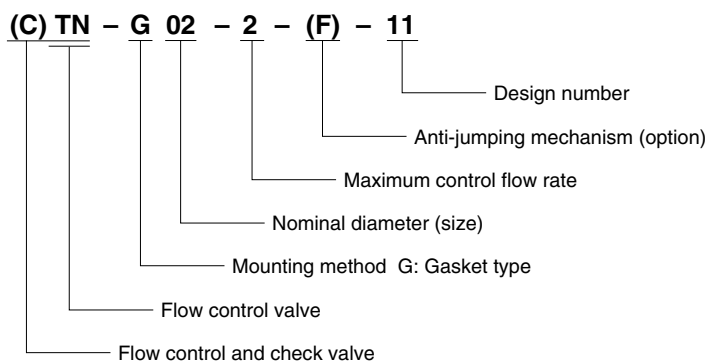 (C) TN – G 02 – 2 – (F) – 11
Design number
Anti-jumping mechanism (option)
Maximum control flow rate
Nominal diameter (size)
Mounting method G: Gasket type
Flow control valve
Flow control and check valve